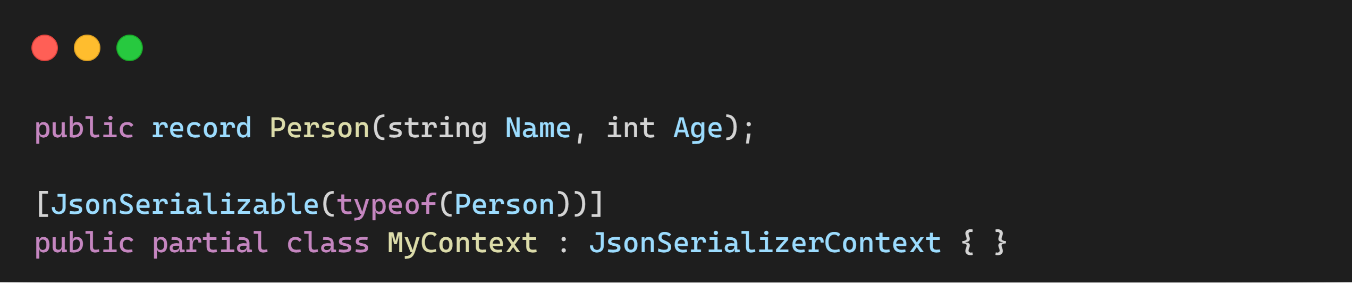 public record Person(string Name, int Age);
[JsonSerializable(typeof(Person))]
public partial class MyContext : JsonSerializerContext { }